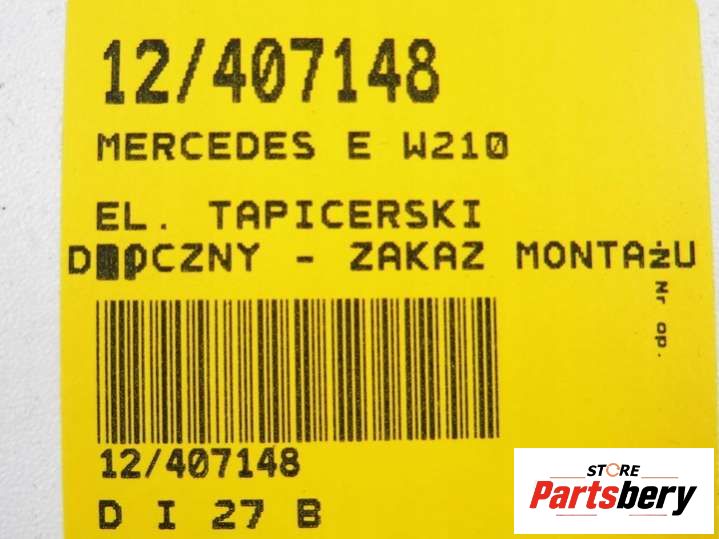 12/407148
MERCEDES E W210
EL. TAPICERSKI
- ZAKAZ MONTAŻU
Nr op.
12/407148
D I 27 B
STORE
Partsbery